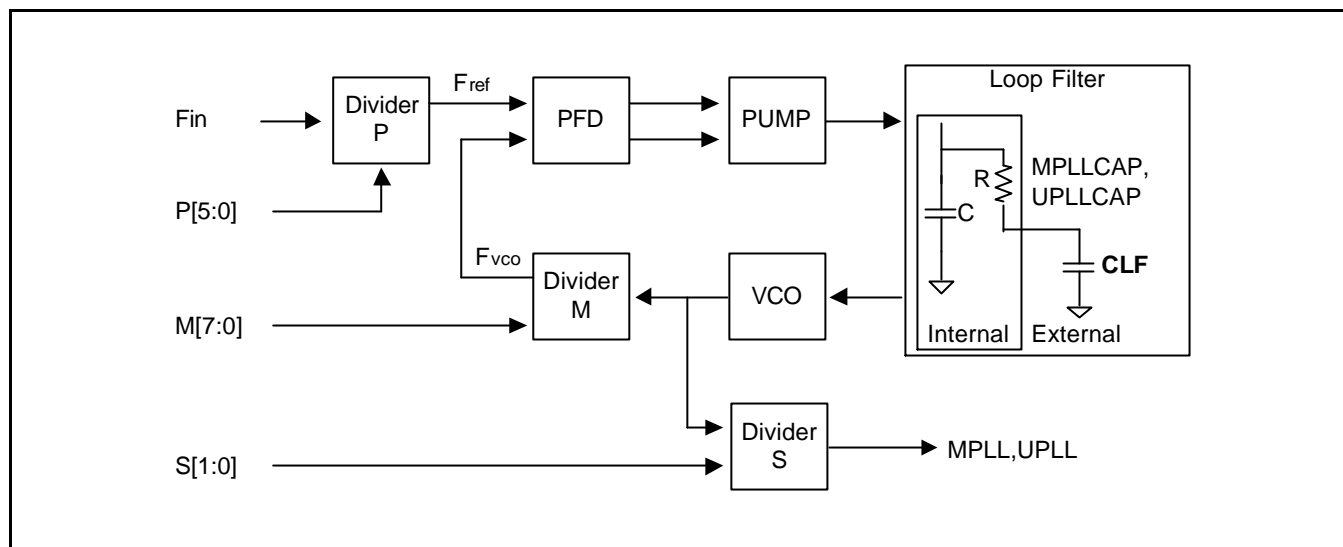 Fin
P[5:0]
M[7:0]
S[1:0]
Divider
P
Fref
PFD
PUMP
Loop Filter
R
C
MPLLCAP,
UPLLCAP
CLF
Internal
External
Fvco
Divider
M
VCO
Divider
S
MPLL,UPLL